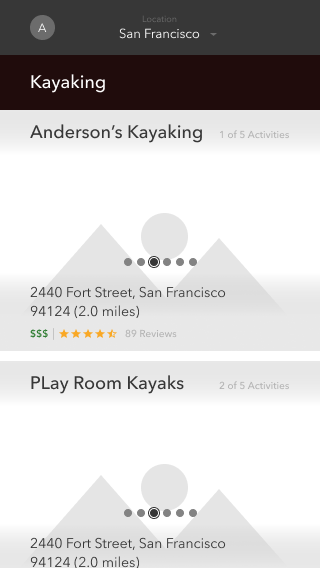 Location
A
San Francisco
Kayaking
Anderson’s Kayaking 1 of 5 Activities
2440 Fort Street, San Francisco
94124 (2.0 miles)
$$$ 89 Reviews
PLay Room Kayaks 2 of 5 Activities
2440 Fort Street, San Francisco
94124 (2.0 miles)